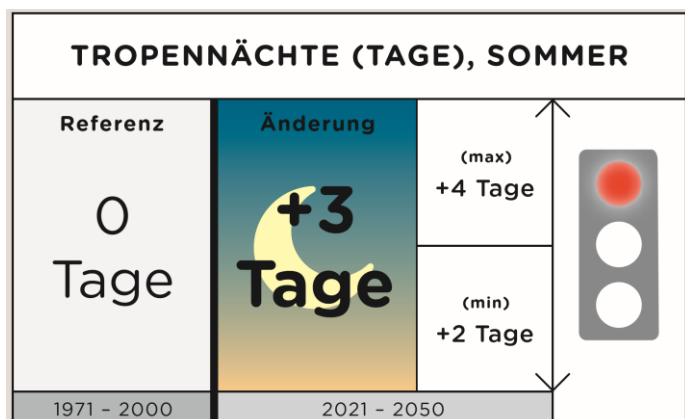 TROPENNÄCHTE (TAGE), SOMMER
Referenz
0
Tage
1971 – 2000
Änderung
+3
Tage
(max)
+4 Tage
(min)
+2 Tage
2021 – 2050